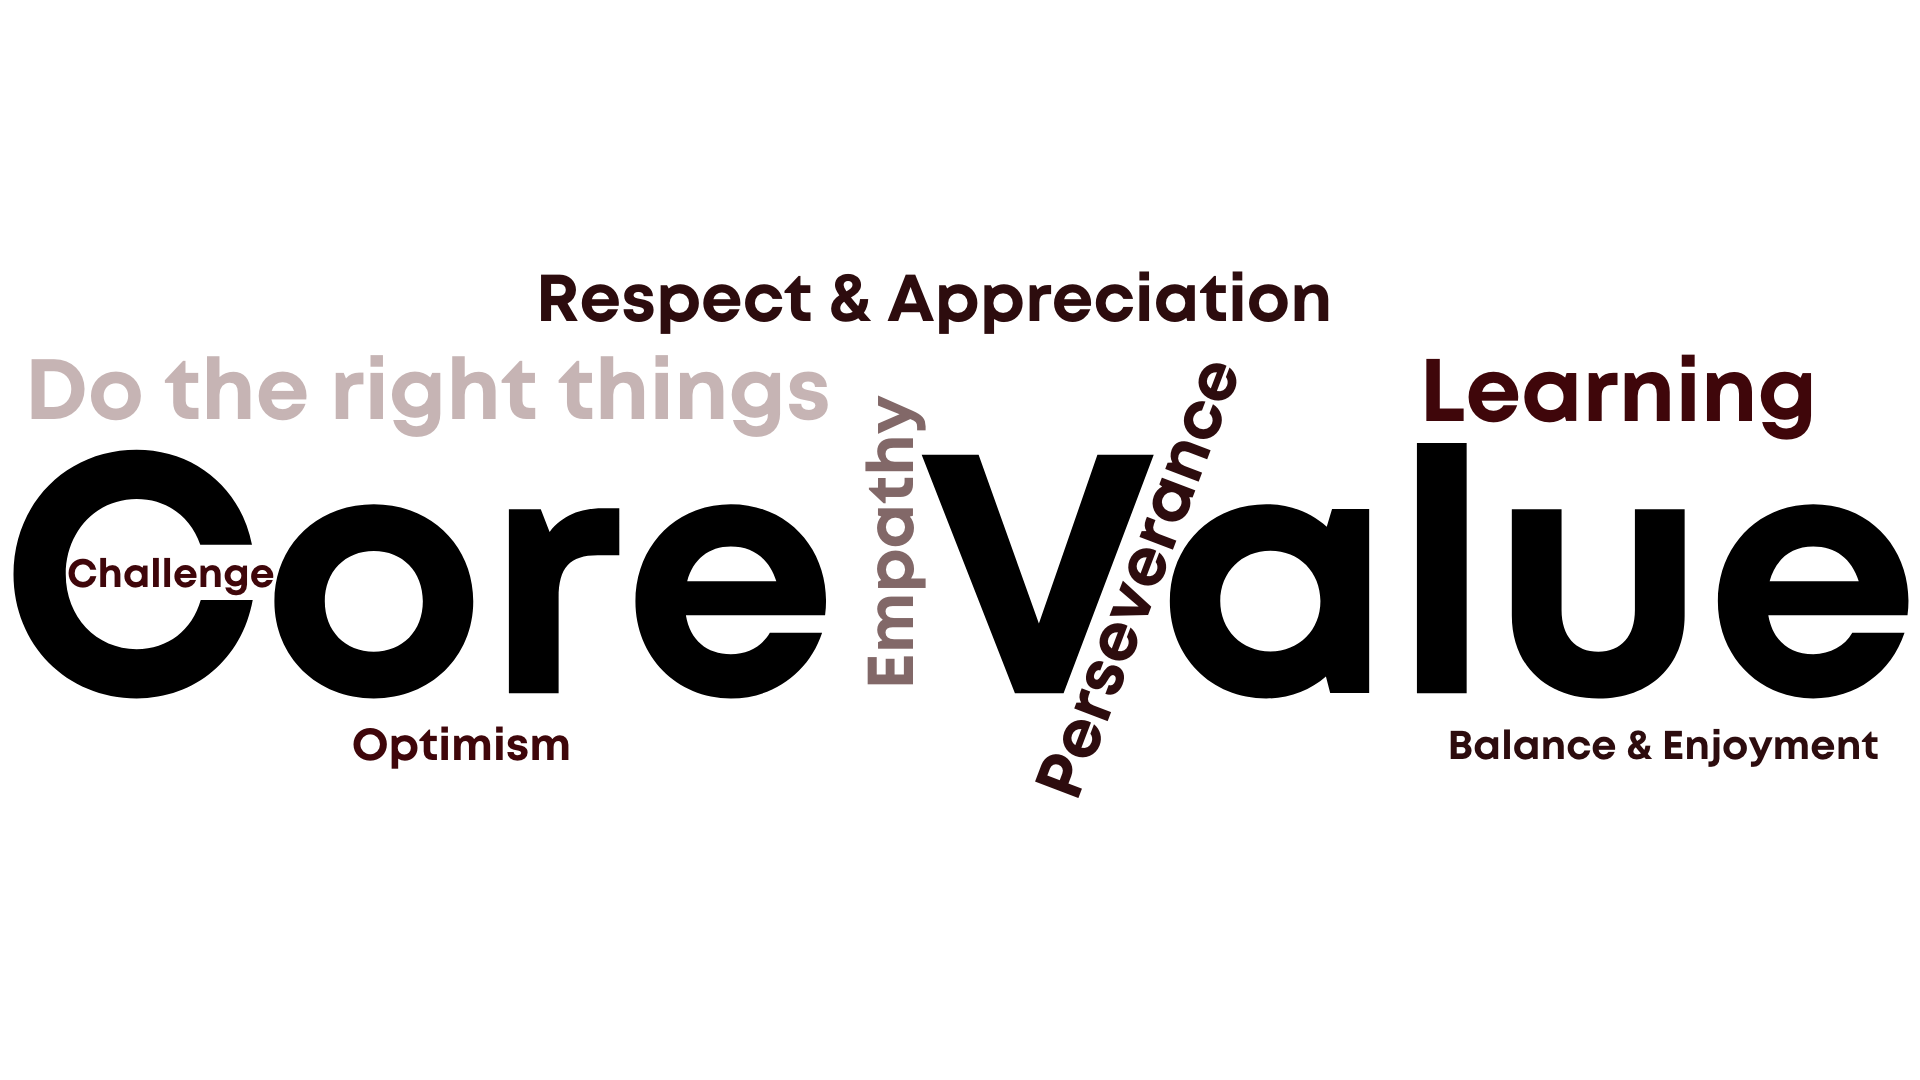 Respect & Appreciation
Do the right things
Learning
Empathy
Perseverance
Core Value
Challenge
Optimism
Balance & Enjoyment